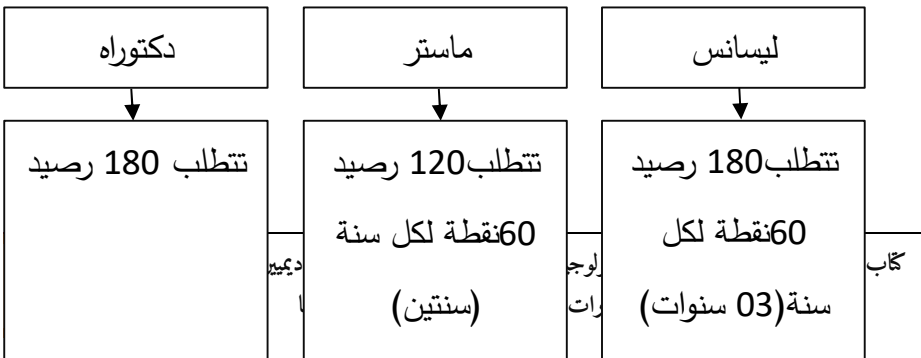 ليسانس
ماستر
دكتوراه
تتطلب180 رصيد
60نقطة لكل
سنة(03 سنوات)
تتطلب120 رصيد
60نقطة لكل سنة
(سنتين)
تتطلب 180 رصيد
كتاب